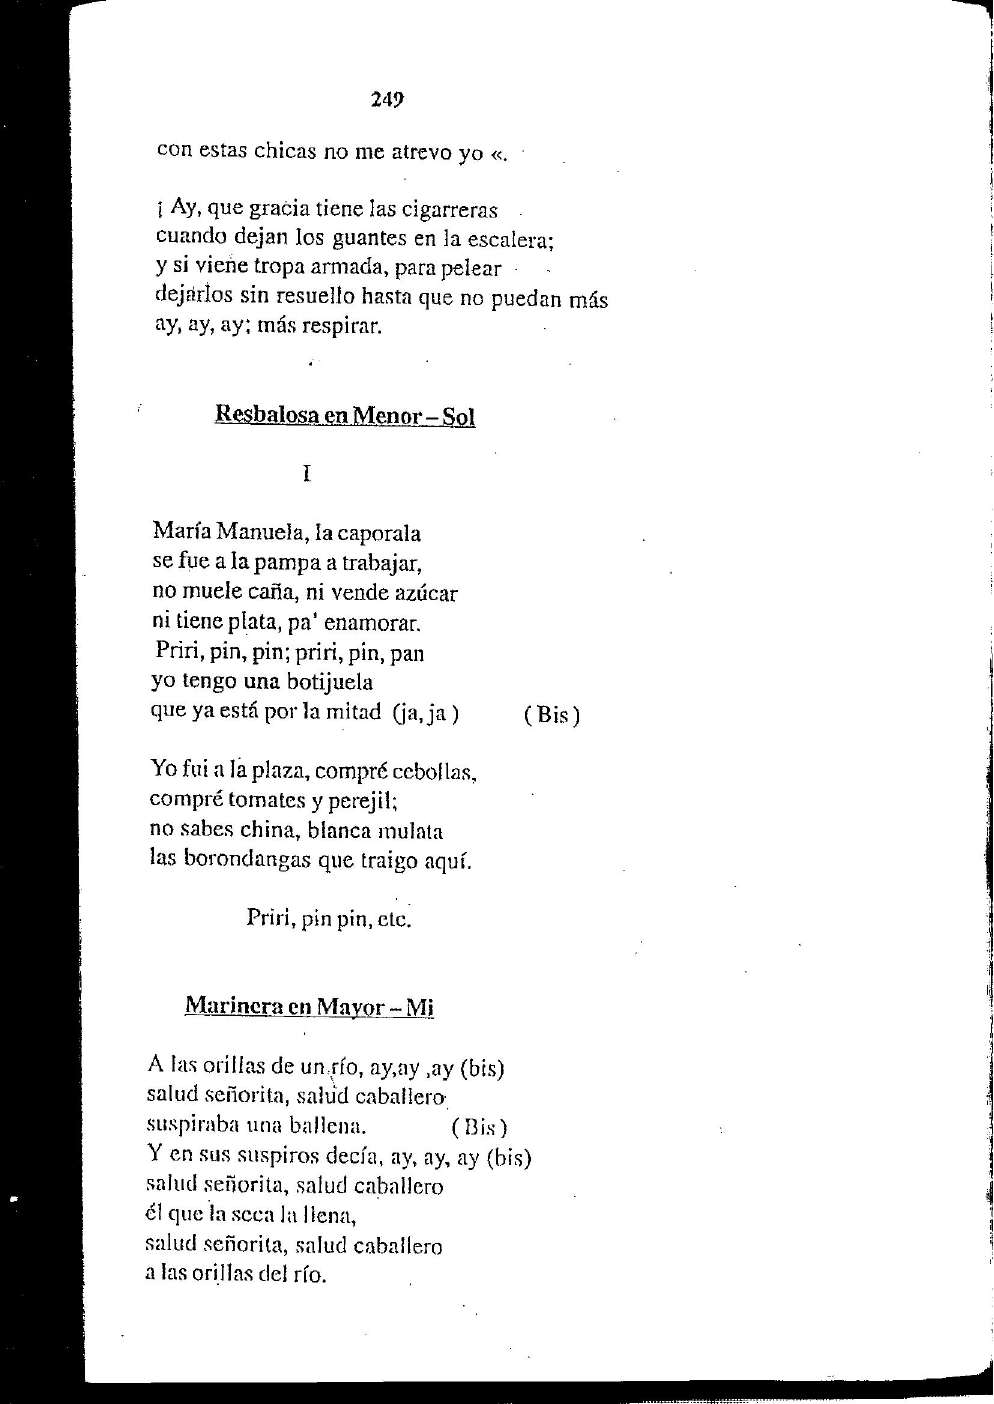 249
con estas chicas no me atrevo yo «.
¡ Ay, que gracia tiene las cigarreras
cuando dejan los guantes en la escalera;
y si viene tropa armada, para pelear
dejárlos sin resuello hasta que no puedan más
ay, ay, ay; más respirar.
Resbalosa en Menor – Sol
I
María Manuela, la caporala
se fue a la pampa a trabajar,
no muele caña, ni vende azúcar
ni tiene plata, pa' enamorar.
Priri, pin, pin; priri, pin, pan
yo tengo una botijuela
que ya está por la mitad (ja, ja ) ( Bis )
Yo fui a la plaza, compré cebollas,
compré tomates y perejil;
no sabes china, blanca mulata
las borondangas que traigo aquí.
Priri, pin pin, etc.
Marinera en Mayor – Mi
A las orillas de un río, ay,ay ,ay (bis)
salud señorita, salud caballero
suspiraba una ballena. ( Bis )
Y en sus suspiros decía, ay, ay, ay (bis)
salud señorita, salud caballero
él que la seca la llena,
salud señorita, salud caballero
a las orillas del río.